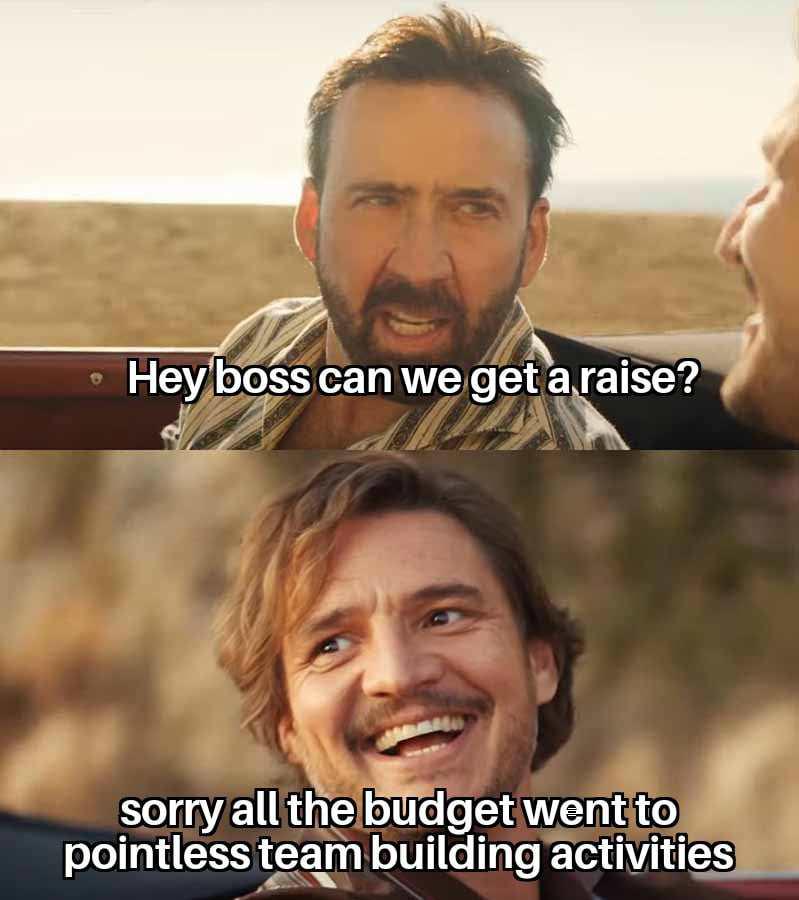 Hey boss can we get a raise?
sorry all the budget went to
pointless team building activities